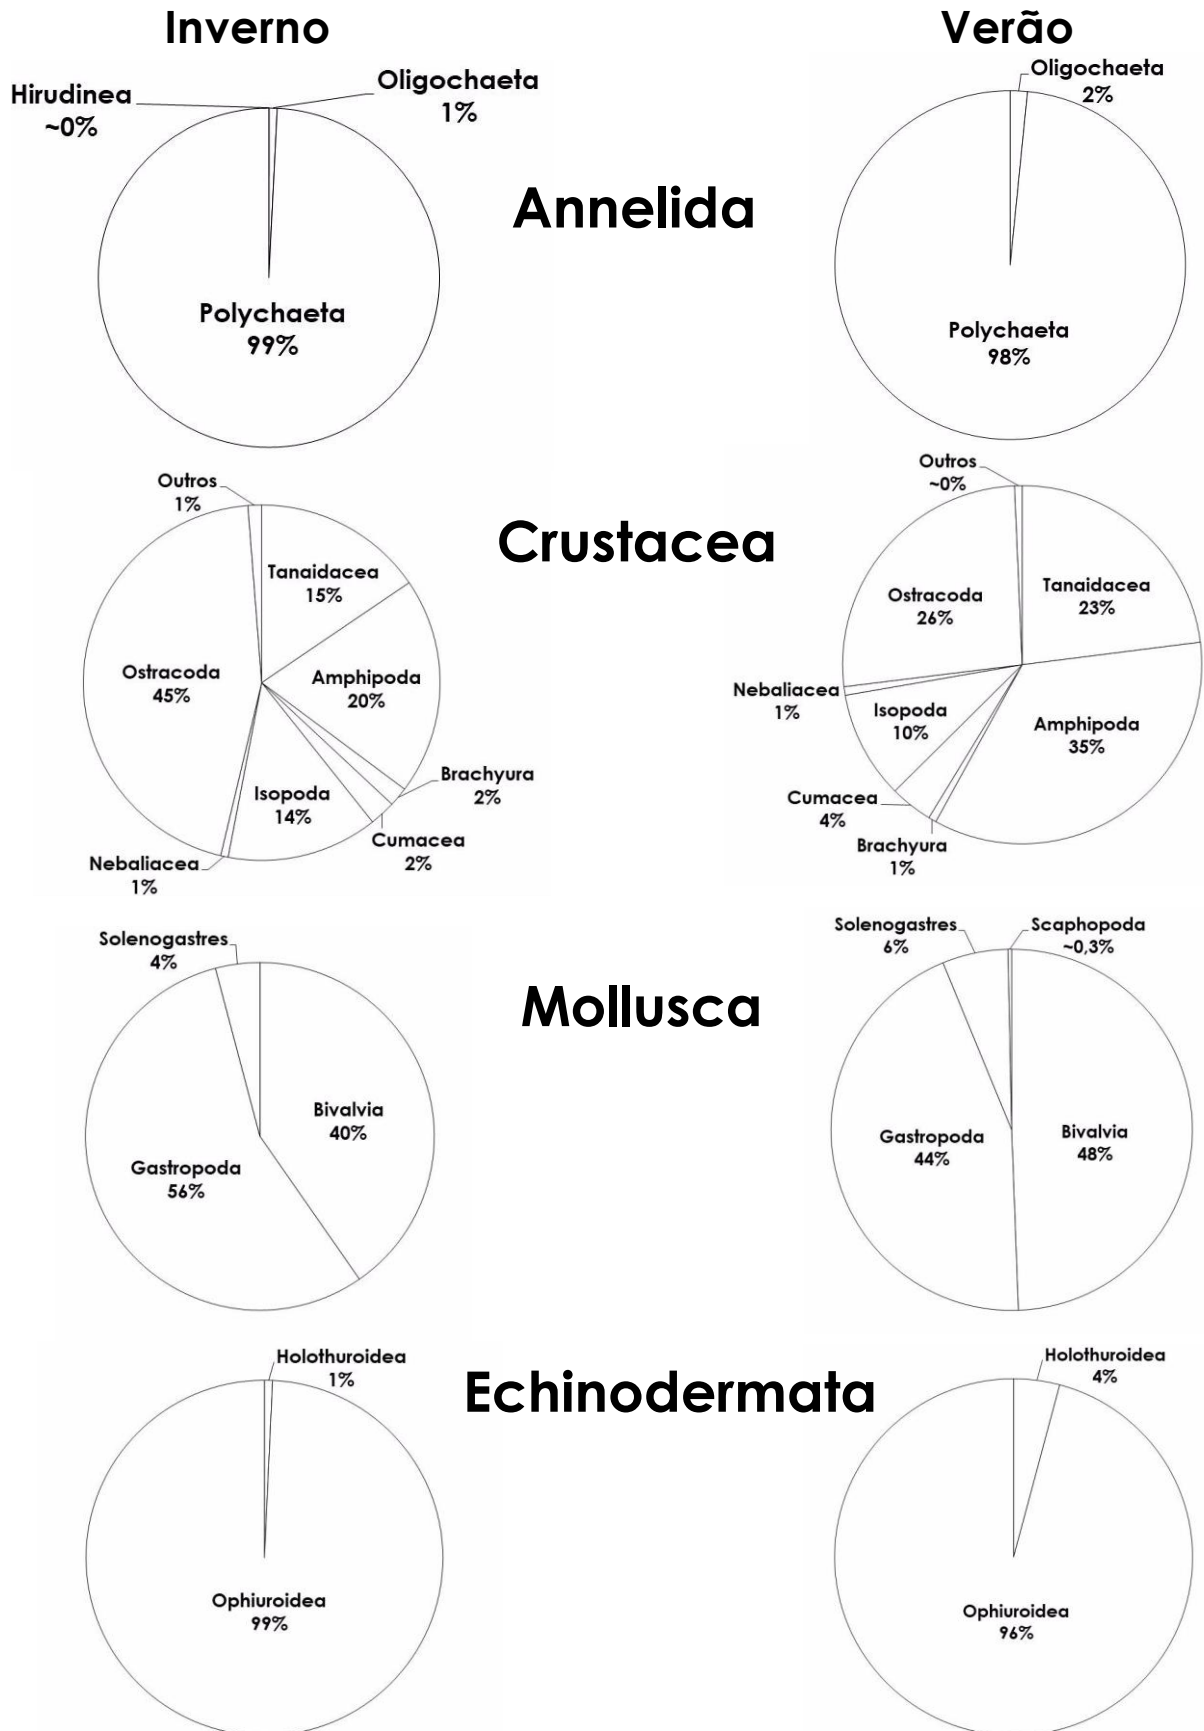 Inverno
Verão
Hirudinea
~0%
Oligochaeta
1%
Polychaeta
99%
Annelida
Oligochaeta
2%
Polychaeta
98%
Outros
1%
Tanaidacea
15%
Ostracoda
45%
Amphipoda
20%
Brachyura
2%
Isopoda
14%
Cumacea
2%
Nebaliacea
1%
Crustacea
Outros
~0%
Ostracoda
26%
Tanaidacea
23%
Nebaliacea
1%
Isopoda
10%
Amphipoda
35%
Cumacea
4%
Brachyura
1%
Solenogastres
4%
Bivalvia
40%
Gastropoda
56%
Mollusca
Solenogastres
6%
Scaphopoda
~0,3%
Gastropoda
44%
Bivalvia
48%
Holothuroidea
1%
Ophiuroidea
99%
Echinodermata
Holothuroidea
4%
Ophiuroidea
96%